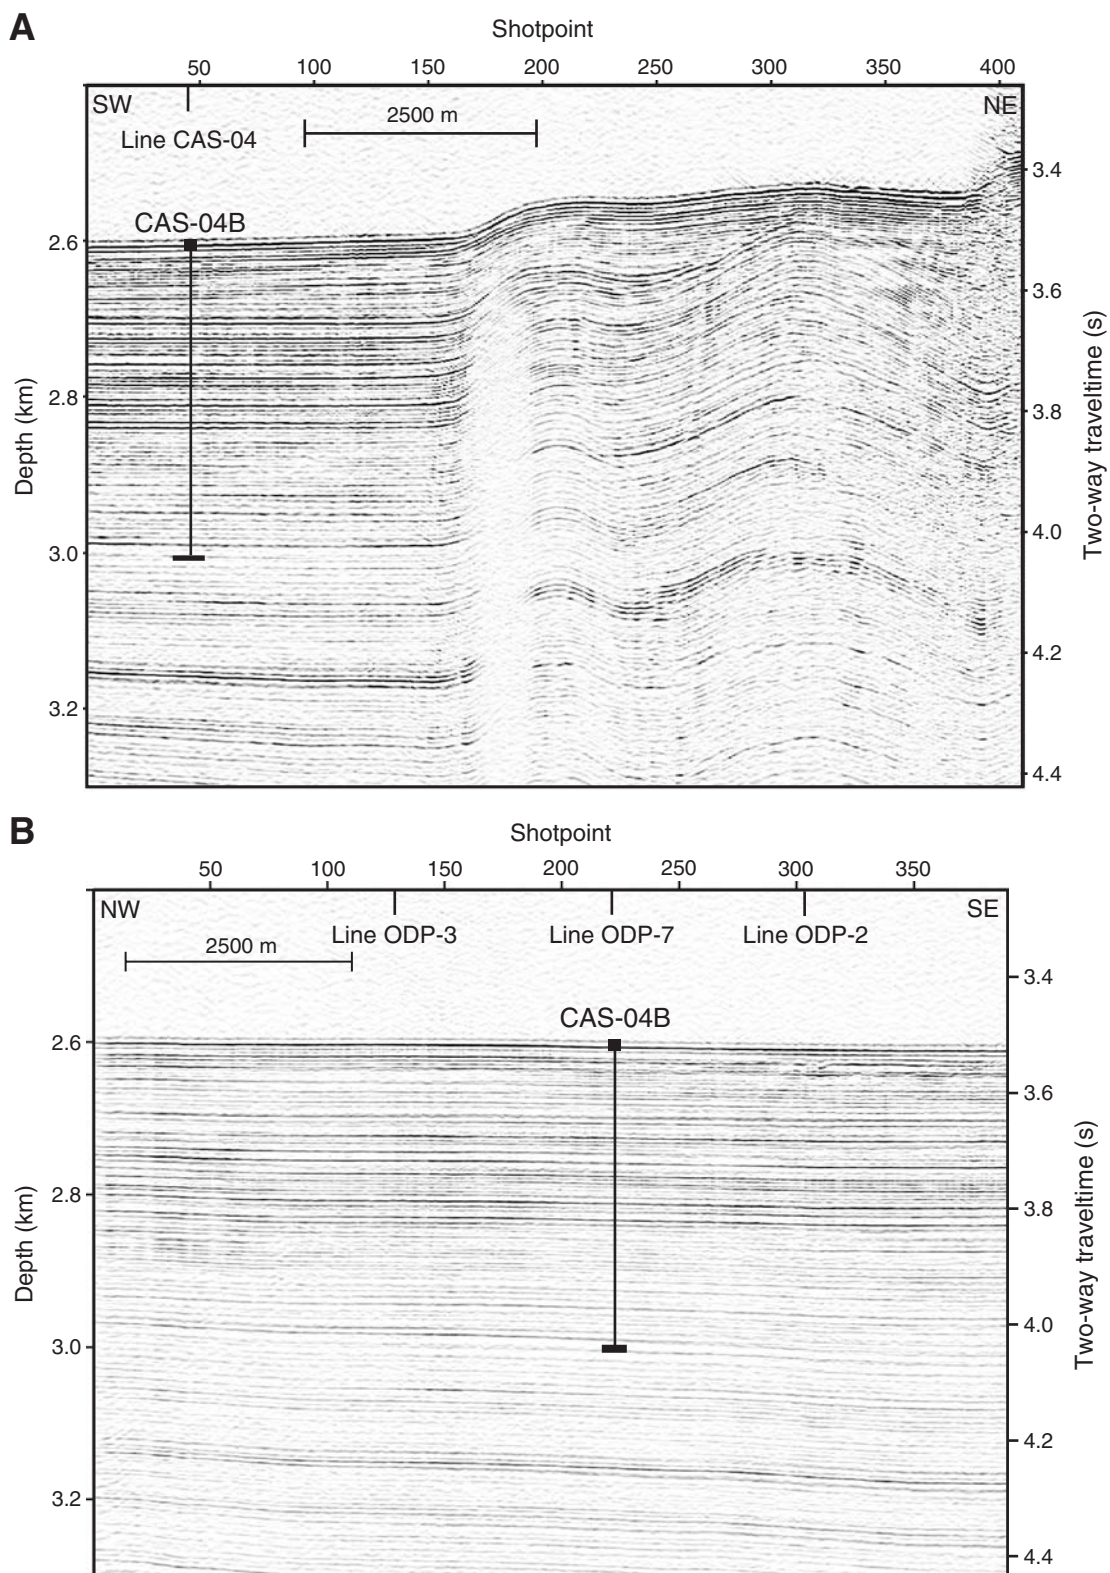 A
Shotpoint
50 100 150 200 250 300 350 400
SW NE
2500 m
Line CAS-04
CAS-04B
Depth (km)
2.6
2.8
3.0
3.2
Two-way traveltime (s)
3.4
3.6
3.8
4.0
4.2
4.4
B
Shotpoint
50 100 150 200 250 300 350
NW SE
Line ODP-3 Line ODP-7 Line ODP-2
2500 m
CAS-04B
Depth (km)
2.6
2.8
3.0
3.2
Two-way traveltime (s)
3.4
3.6
3.8
4.0
4.2
4.4